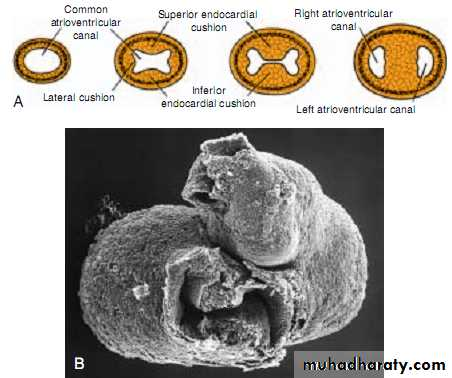 Common
atrioventricular
canal
Superior endocardial
cushion
Right atrioventricular
canal
Lateral cushion
Inferior
endocardial cushion
Left atrioventricular canal
A
B
muhadharaty.com